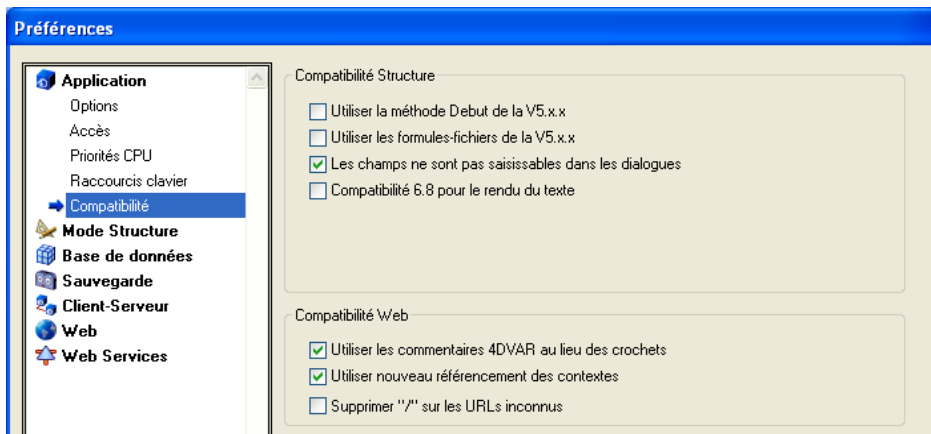 Préférences
Application
Options
Accès
Priorités CPU
Raccourcis clavier
Compatibilité
Mode Structure
Base de données
Sauvegarde
Client-Serveur
Web
Web Services
Compatibilité Structure
Utiliser la méthode Debut de la V5.x.x
Utiliser les formules-fichiers de la V5.x.x
Les champs ne sont pas saisissables dans les dialogues
Compatibilité 6.8 pour le rendu du texte
Compatibilité Web
Utiliser les commentaires 4DVAR au lieu des crochets
Utiliser nouveau référencement des contextes
Supprimer "/" sur les URLs inconnus